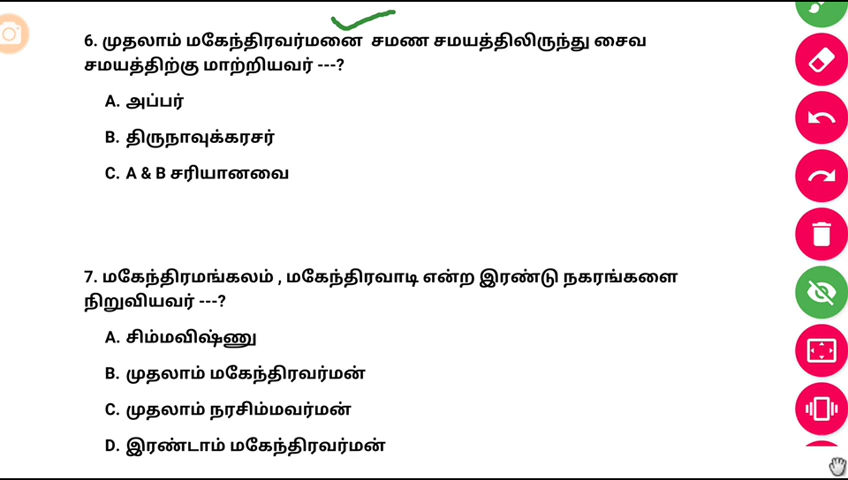 6. முதலாம் மகேந்திரவர்மனை சமண சமயத்திலிருந்து சைவ
சமயத்திற்கு மாற்றியவர் ---?
A. அப்பர்
B. திருநாவுக்கரசர்
C. A & B சரியானவை
7. மகேந்திரமங்கலம் , மகேந்திரவாடி என்ற இரண்டு நகரங்களை
நிறுவியவர் ---?
A. சிம்மவிஷ்ணு
B. முதலாம் மகேந்திரவர்மன்
C. முதலாம் நரசிம்மவர்மன்
D. இரண்டாம் மகேந்திரவர்மன்